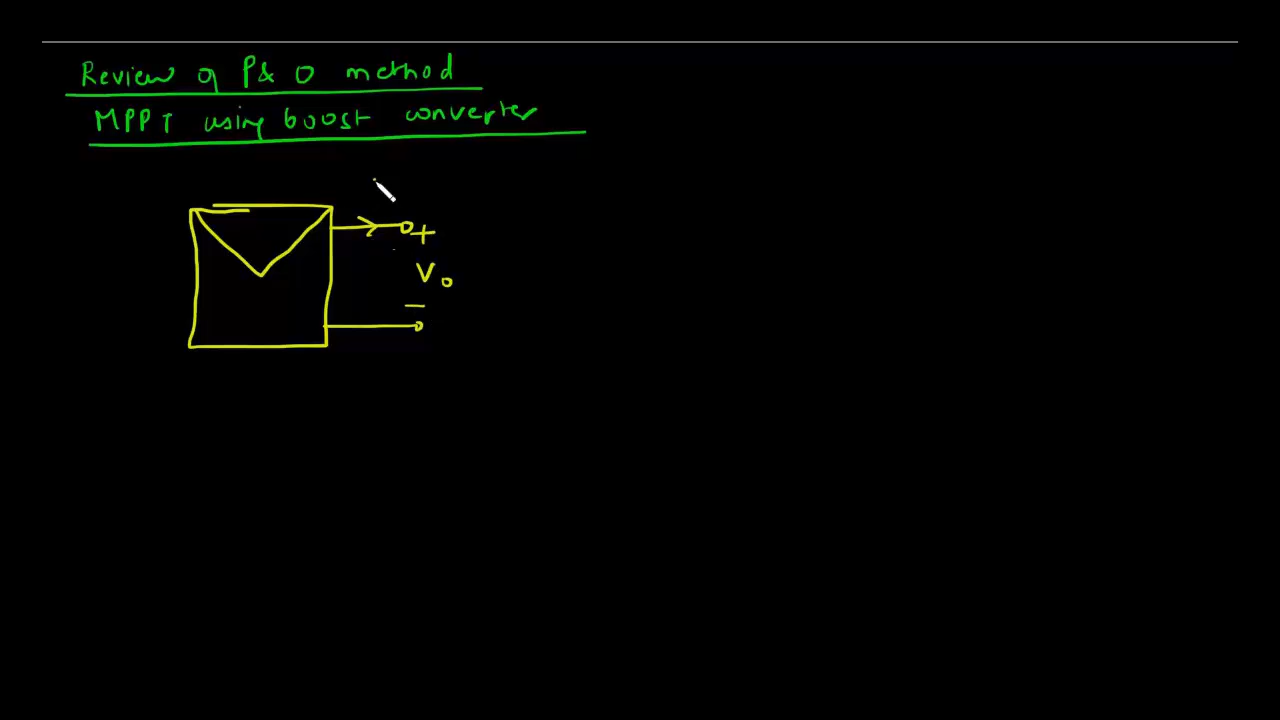 Review of P& O method
MPPT using boost converter
+
Vo
−